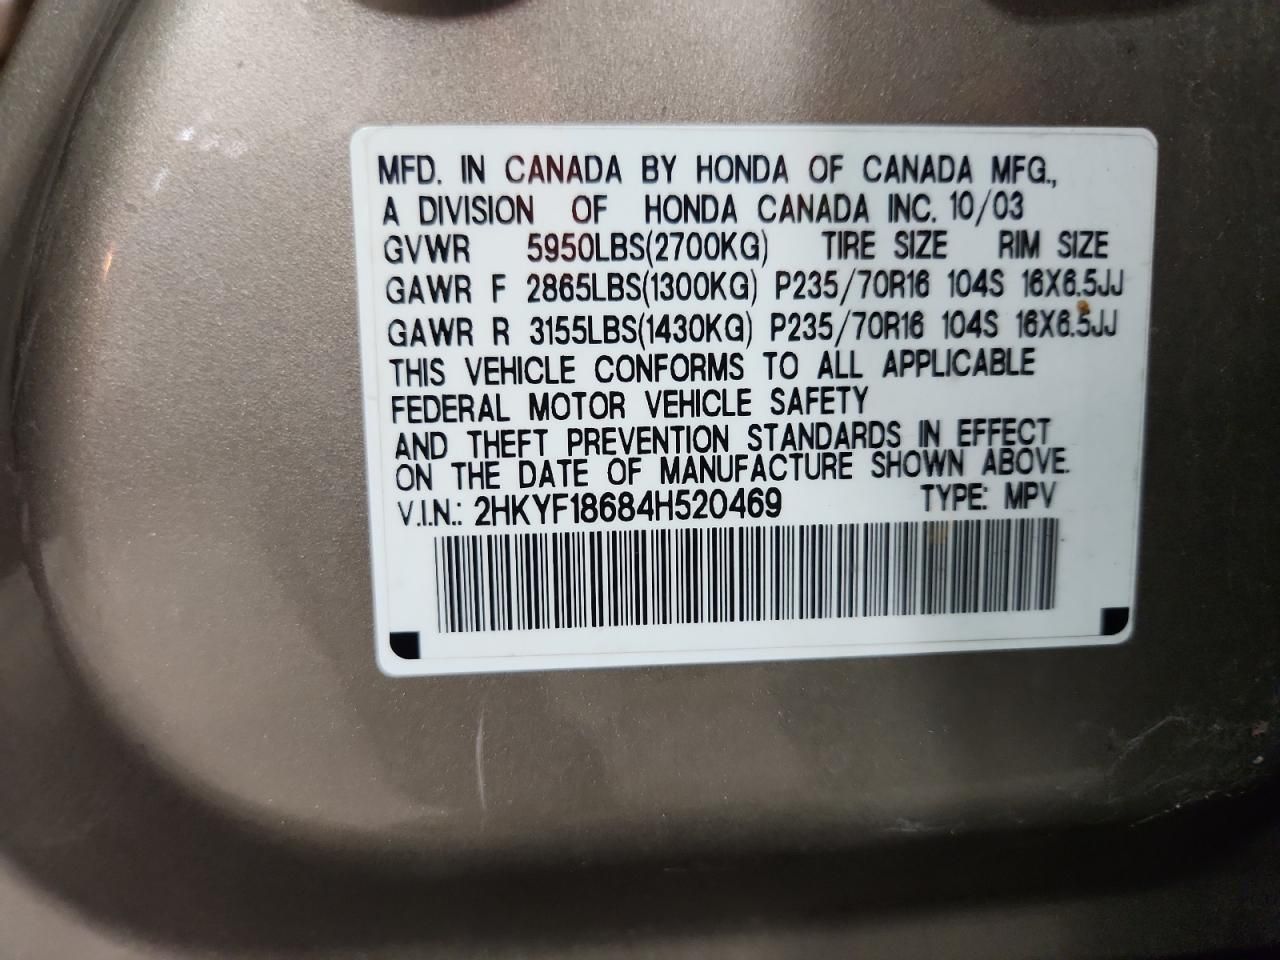 MFD. IN CANADA BY HONDA OF CANADA MFG.,
A DIVISION OF HONDA CANADA INC. 10/03
GVWR 5950LBS(2700KG) TIRE SIZE RIM SIZE
GAWR F 2865LBS(1300KG) P235/70R16 104S 16X6.5JJ
GAWR R 3155LBS(1430KG) P235/70R16 104S 16X6.5JJ
THIS VEHICLE CONFORMS TO ALL APPLICABLE
FEDERAL MOTOR VEHICLE SAFETY
AND THEFT PREVENTION STANDARDS IN EFFECT
ON THE DATE OF MANUFACTURE SHOWN ABOVE.
V.I.N.: 2HKYF18684H520469 TYPE: MPV